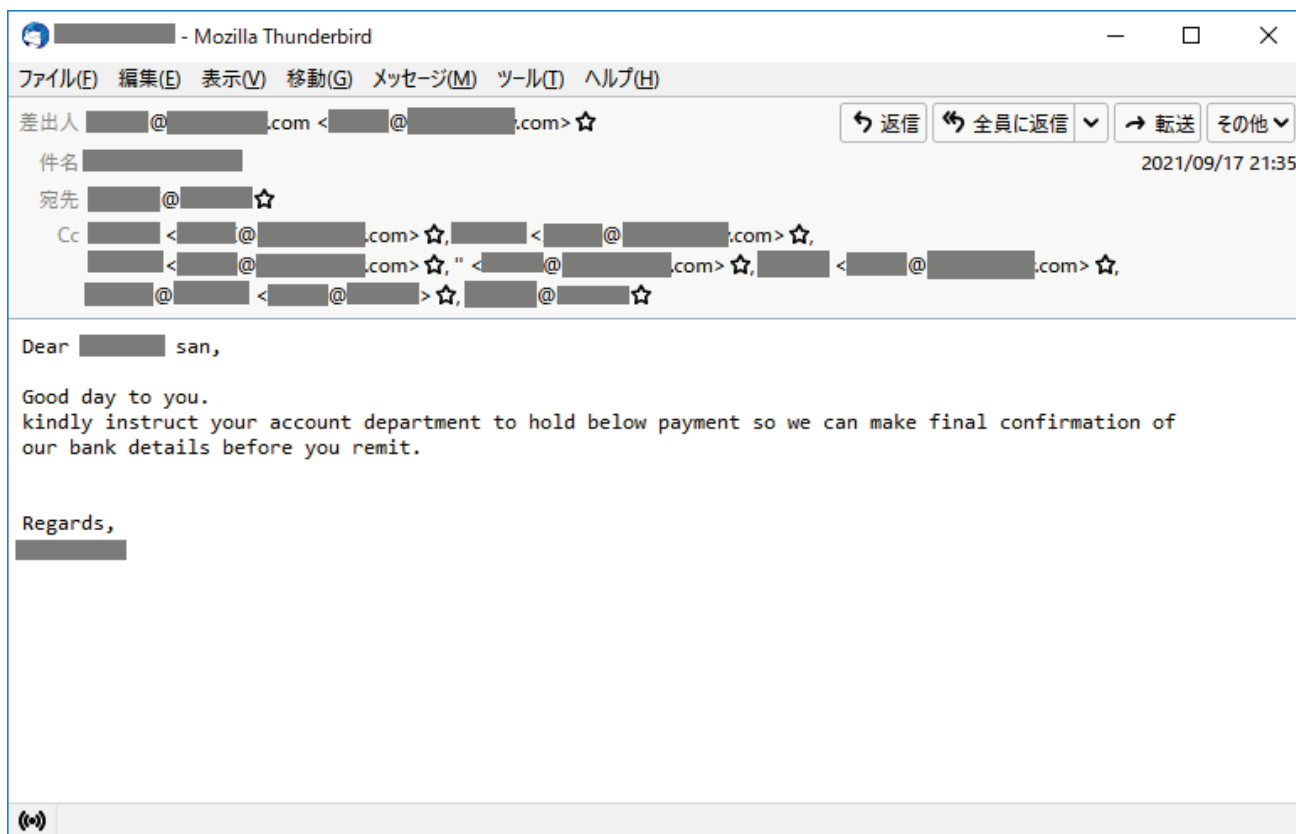 - Mozilla Thunderbird
ファイル(F) 編集(E) 表示(V) 移動(G) メッセージ(M) ツール(T) ヘルプ(H)
差出人 @ .com < @ .com> ☆ 返信 全員に返信 転送 その他
件名 2021/09/17 21:35
宛先 @ ☆
Cc < @ .com> ☆, < @ .com> ☆,
< @ .com> ☆, " < @ .com> ☆, < @ .com> ☆,
@ < @ > ☆, @ ☆
Dear san,
Good day to you.
kindly instruct your account department to hold below payment so we can make final confirmation of
our bank details before you remit.
Regards,